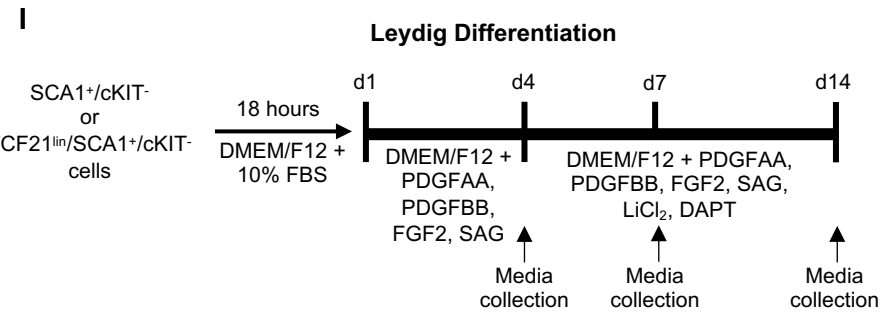 I
Leydig Differentiation
SCA1⁺/cKIT⁻
or
CF21ˡⁱⁿ/SCA1⁺/cKIT⁻
cells
18 hours
DMEM/F12 +
10% FBS
d1
d4
d7
d14
DMEM/F12 +
PDGFAA,
PDGFBB,
FGF2, SAG
DMEM/F12 + PDGFAA,
PDGFBB, FGF2, SAG,
LiCl₂, DAPT
Media
collection
Media
collection
Media
collection